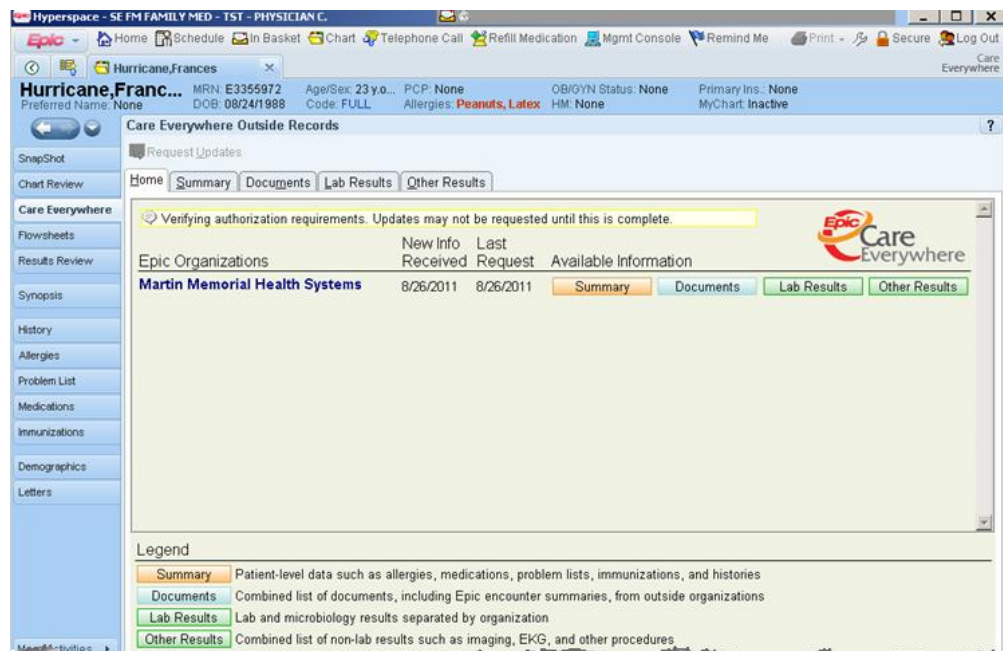 Hyperspace - SE FM FAMILY MED - TST - PHYSICIAN C.
Epic Home Schedule In Basket Chart Telephone Call Refill Medication Mgmt Console Remind Me Print Secure Log Out
Hurricane,Frances × Care Everywhere
Hurricane,Franc... MRN: E3355972 Age/Sex: 23 y.o... PCP: None OB/GYN Status: None Primary Ins.: None
Preferred Name: None DOB: 08/24/1988 Code: FULL Allergies: Peanuts, Latex HM: None MyChart: Inactive
Care Everywhere Outside Records ?
Request Updates
Home Summary Documents Lab Results Other Results
SnapShot
Chart Review
Care Everywhere
Flowsheets
Results Review
Synopsis
History
Allergies
Problem List
Medications
Immunizations
Demographics
Letters
Verifying authorization requirements. Updates may not be requested until this is complete.
Epic Care Everywhere
New Info Last
Epic Organizations Received Request Available Information
Martin Memorial Health Systems 8/26/2011 8/26/2011 Summary Documents Lab Results Other Results
Legend
Summary Patient-level data such as allergies, medications, problem lists, immunizations, and histories
Documents Combined list of documents, including Epic encounter summaries, from outside organizations
Lab Results Lab and microbiology results separated by organization
Other Results Combined list of non-lab results such as imaging, EKG, and other procedures